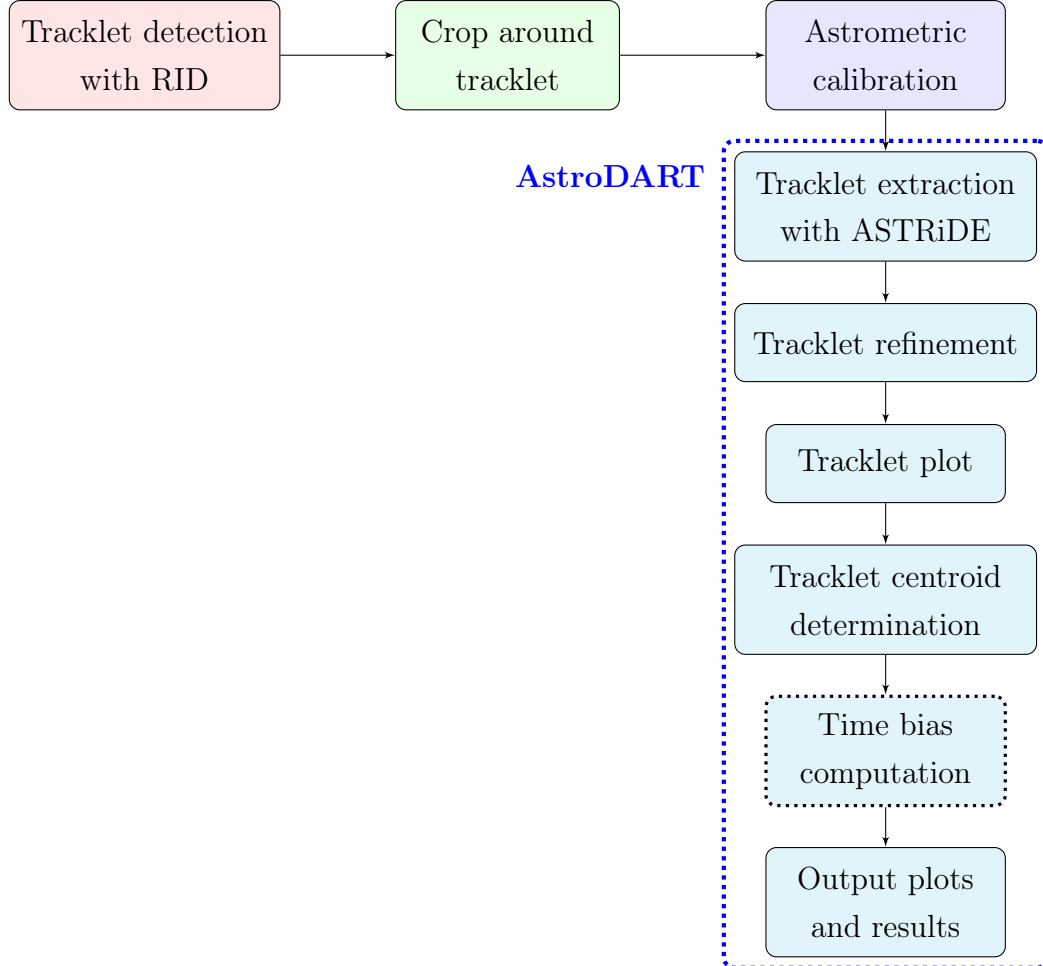 Tracklet detection
with RID
Crop around
tracklet
Astrometric
calibration
AstroDART
Tracklet extraction
with ASTRiDE
Tracklet refinement
Tracklet plot
Tracklet centroid
determination
Time bias
computation
Output plots
and results